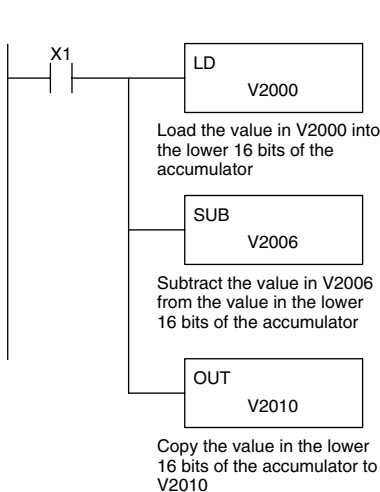 X1
LD
V2000
Load the value in V2000 into
the lower 16 bits of the
accumulator
SUB
V2006
Subtract the value in V2006
from the value in the lower
16 bits of the accumulator
OUT
V2010
Copy the value in the lower
16 bits of the accumulator to
V2010